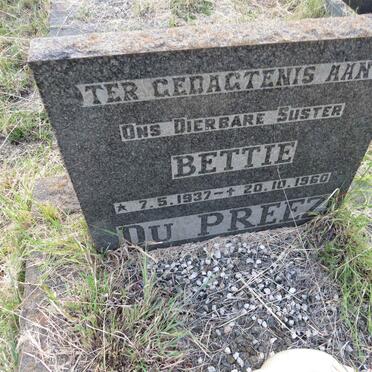 TER GEDAGTENIS AAN
ONS DIERBARE SUSTER
BETTIE
* 7.5.1937 - † 20.10.1960
DU PREEZ